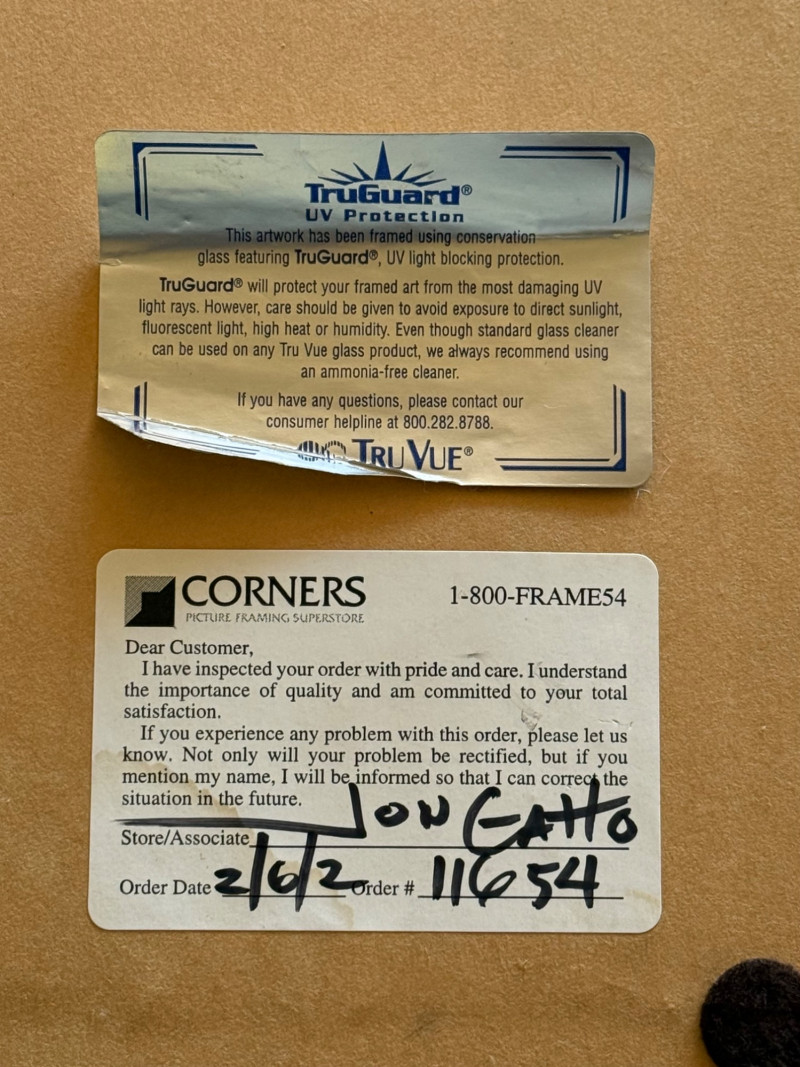 TruGuard®
UV Protection
This artwork has been framed using conservation
glass featuring TruGuard®, UV light blocking protection.
TruGuard® will protect your framed art from the most damaging UV
light rays. However, care should be given to avoid exposure to direct sunlight,
fluorescent light, high heat or humidity. Even though standard glass cleaner
can be used on any Tru Vue glass product, we always recommend using
an ammonia-free cleaner.
If you have any questions, please contact our
consumer helpline at 800.282.8788.
TRU VUE®
CORNERS
PICTURE FRAMING SUPERSTORE
1-800-FRAME54
Dear Customer,
I have inspected your order with pride and care. I understand
the importance of quality and am committed to your total
satisfaction.
If you experience any problem with this order, please let us
know. Not only will your problem be rectified, but if you
mention my name, I will be informed so that I can correct the
situation in the future.
Store/Associate JON GATTO
Order Date 2/6/2 Order # 11654